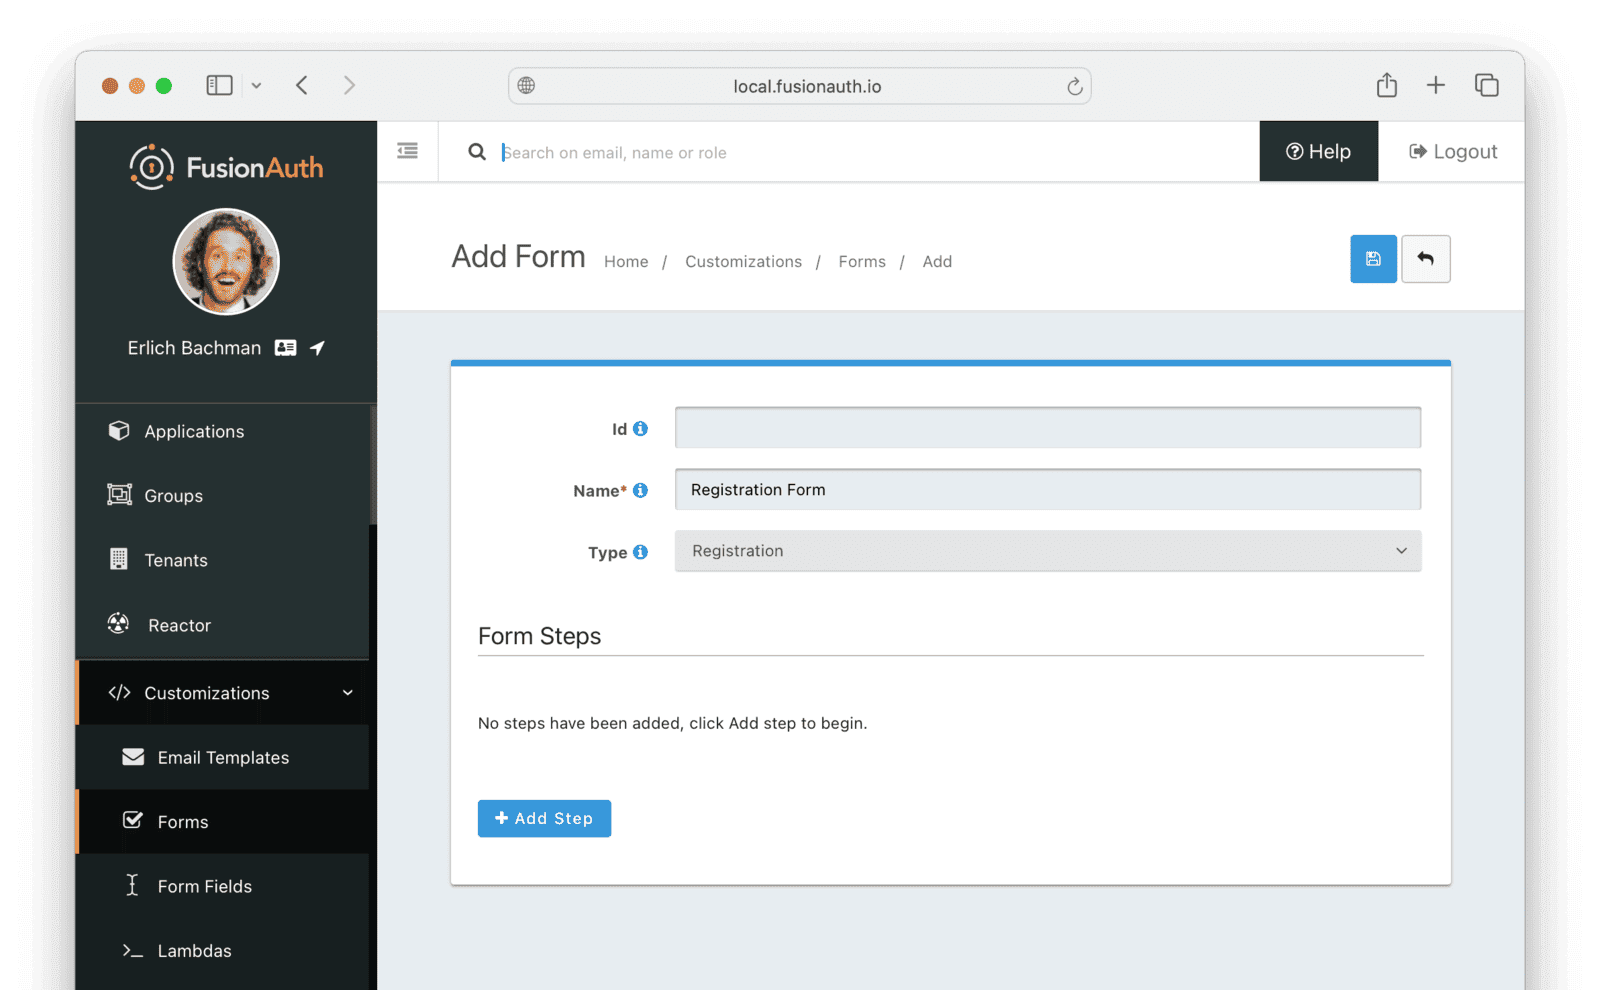 local.fusionauth.io
FusionAuth
Search on email, name or role
Help
Logout
Erlich Bachman
Add Form
Home / Customizations / Forms / Add
Applications
Groups
Tenants
Reactor
Customizations
Email Templates
Forms
Form Fields
Lambdas
Id
Name* Registration Form
Type Registration
Form Steps
No steps have been added, click Add step to begin.
Add Step